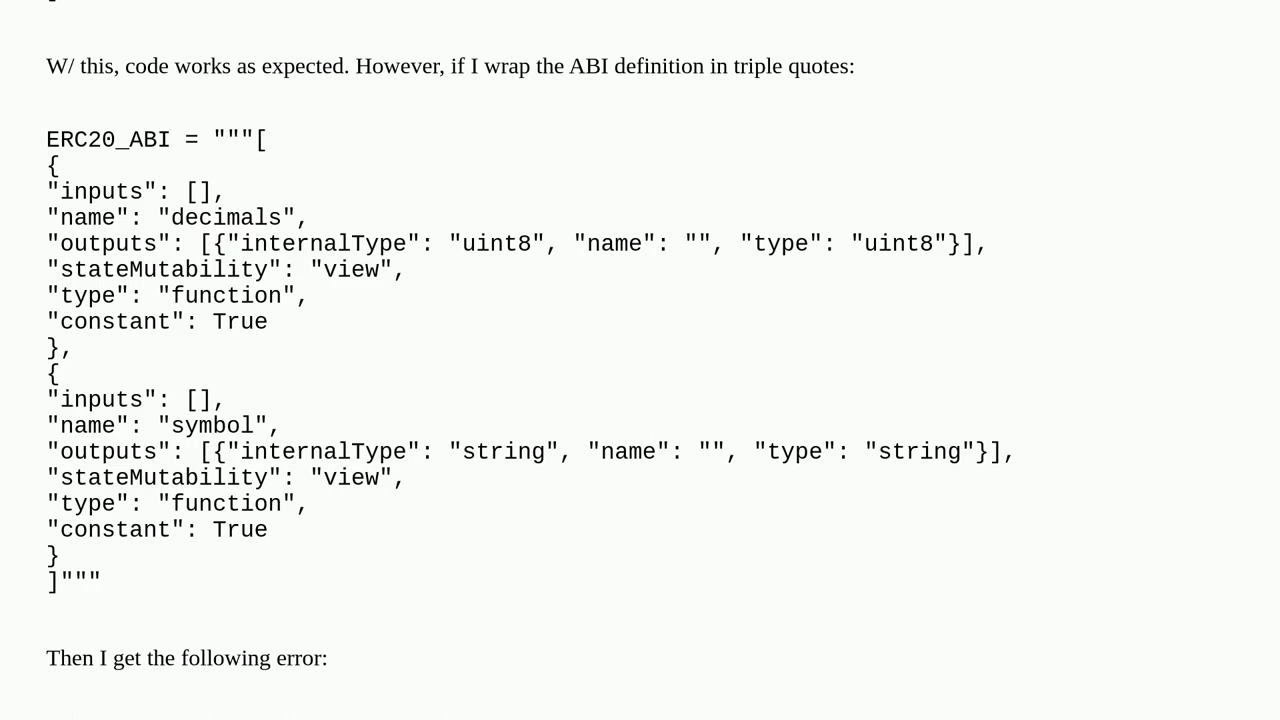 W/ this, code works as expected. However, if I wrap the ABI definition in triple quotes:
ERC20_ABI = """[
{
"inputs": [],
"name": "decimals",
"outputs": [{"internalType": "uint8", "name": "", "type": "uint8"}],
"stateMutability": "view",
"type": "function",
"constant": True
},
{
"inputs": [],
"name": "symbol",
"outputs": [{"internalType": "string", "name": "", "type": "string"}],
"stateMutability": "view",
"type": "function",
"constant": True
}
]"""
Then I get the following error: